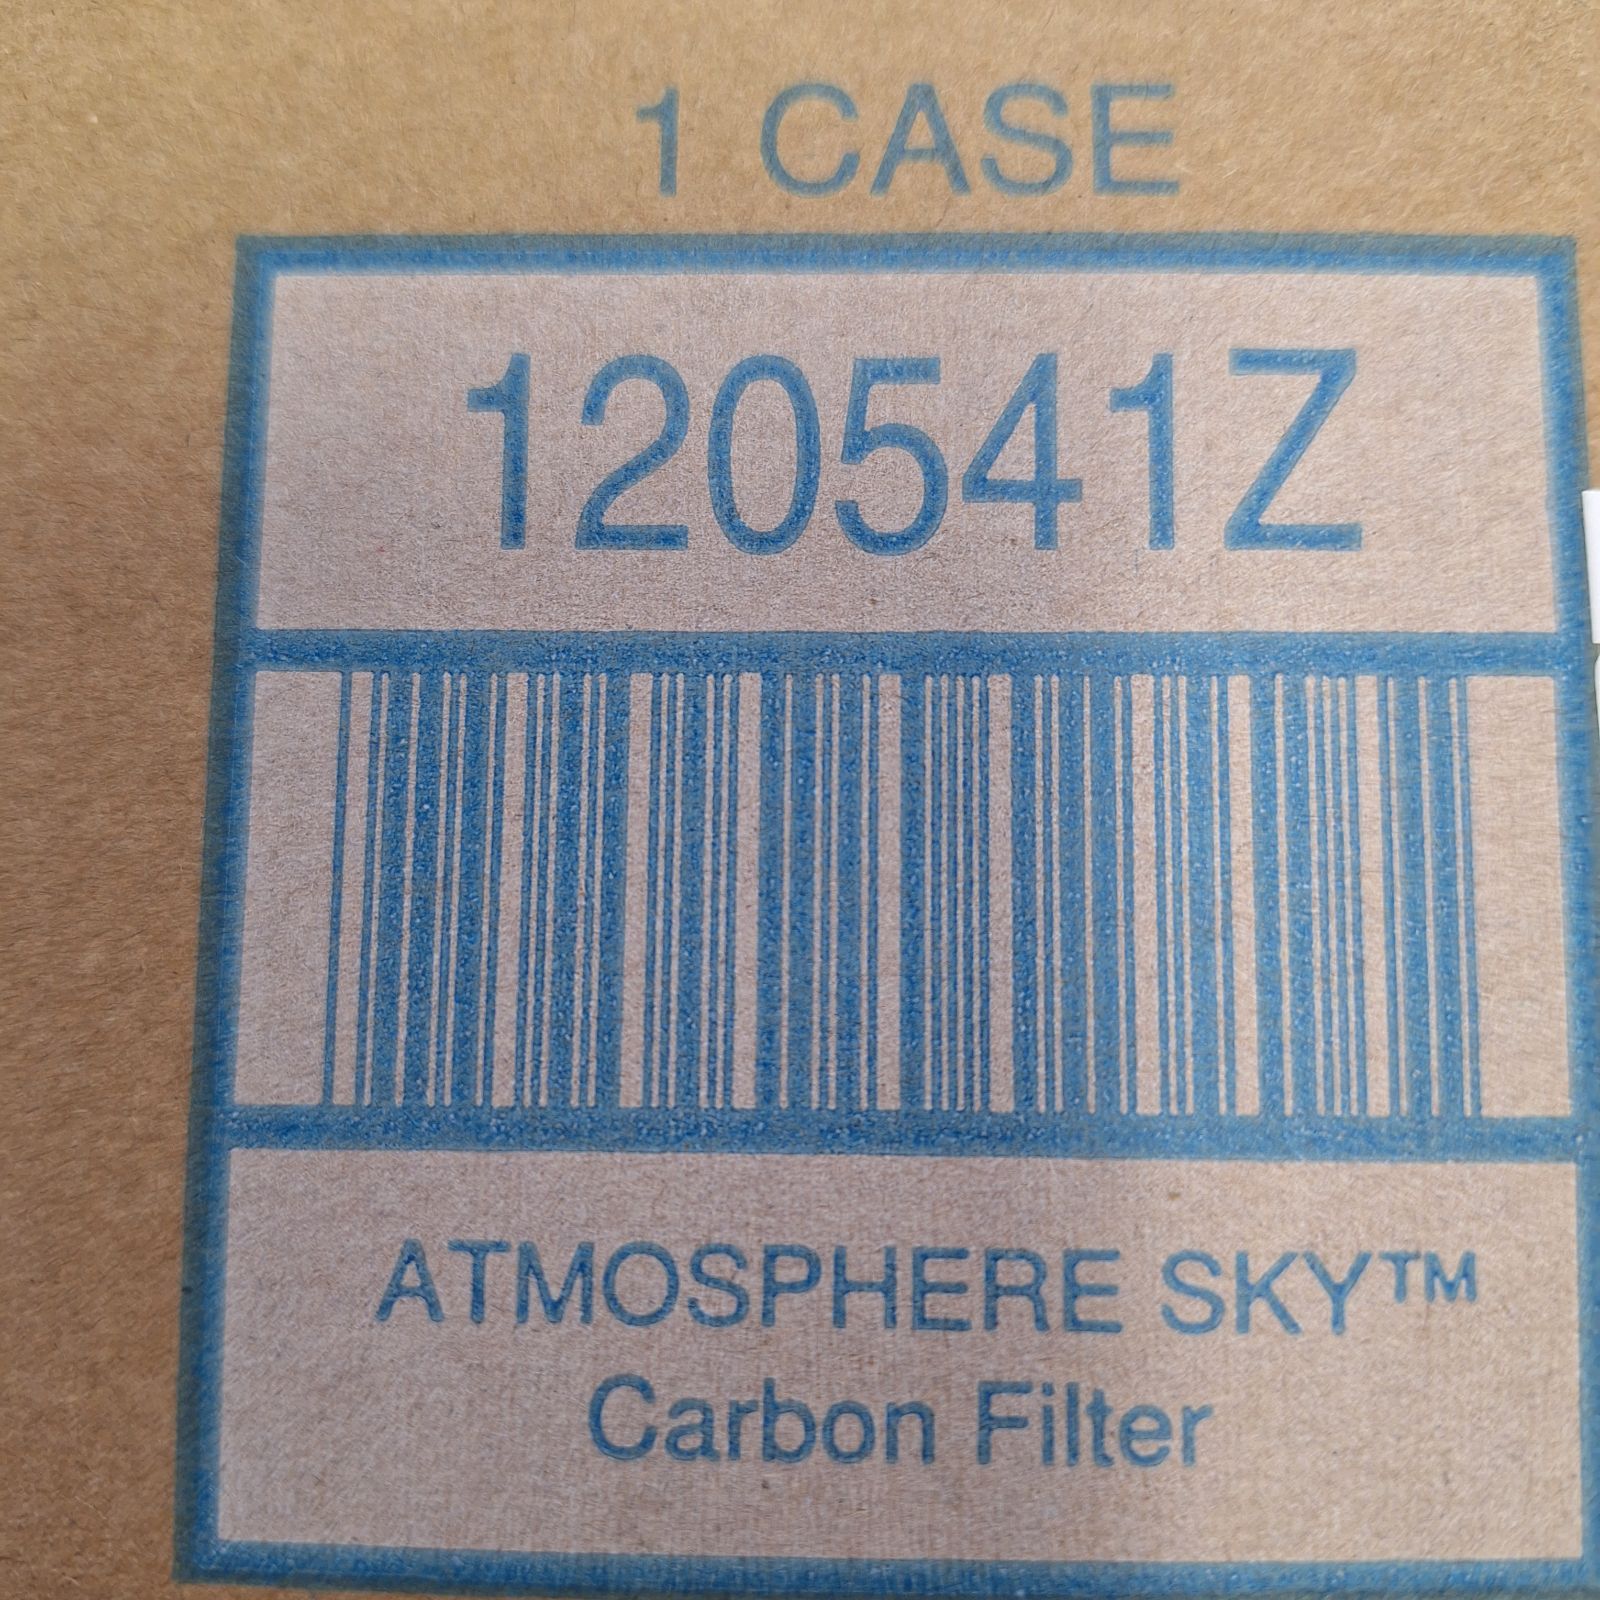 1 CASE
120541Z
ATMOSPHERE SKY™
Carbon Filter